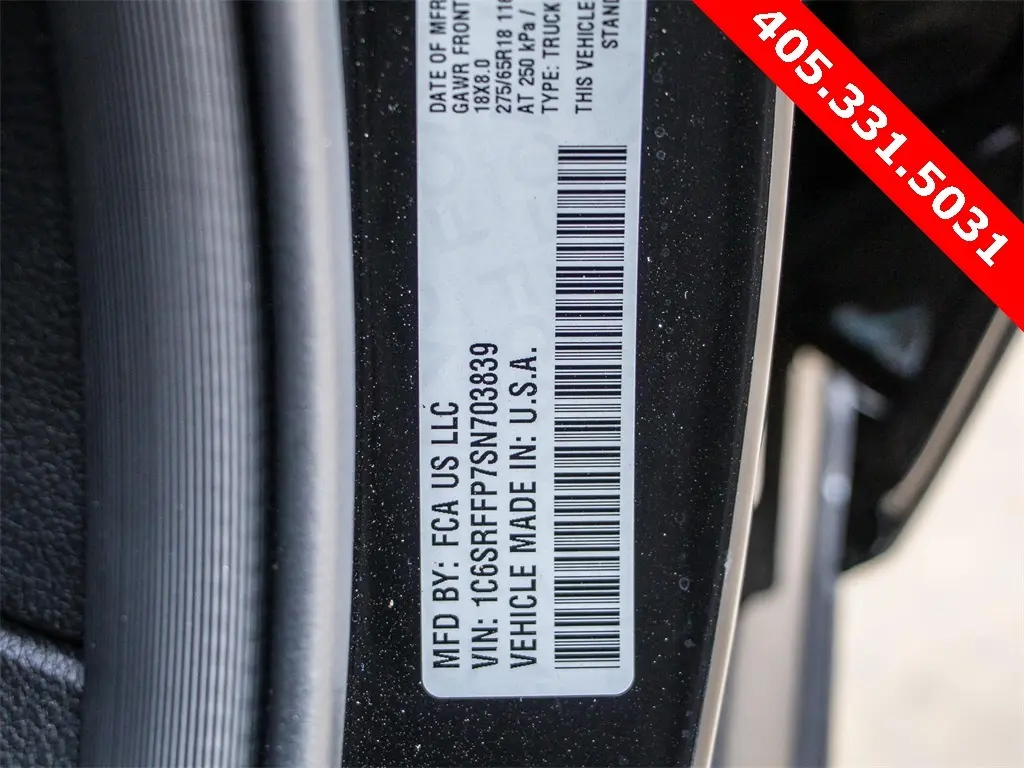 MFD BY: FCA US LLC
VIN: 1C6SRFFP7SN703839
VEHICLE MADE IN: U.S.A.
DATE OF MFR
GAWR FRONT
18X8.0
275/65R18
AT 250 kPa /
TYPE: TRUCK
THIS VEHICLE
405.331.5031